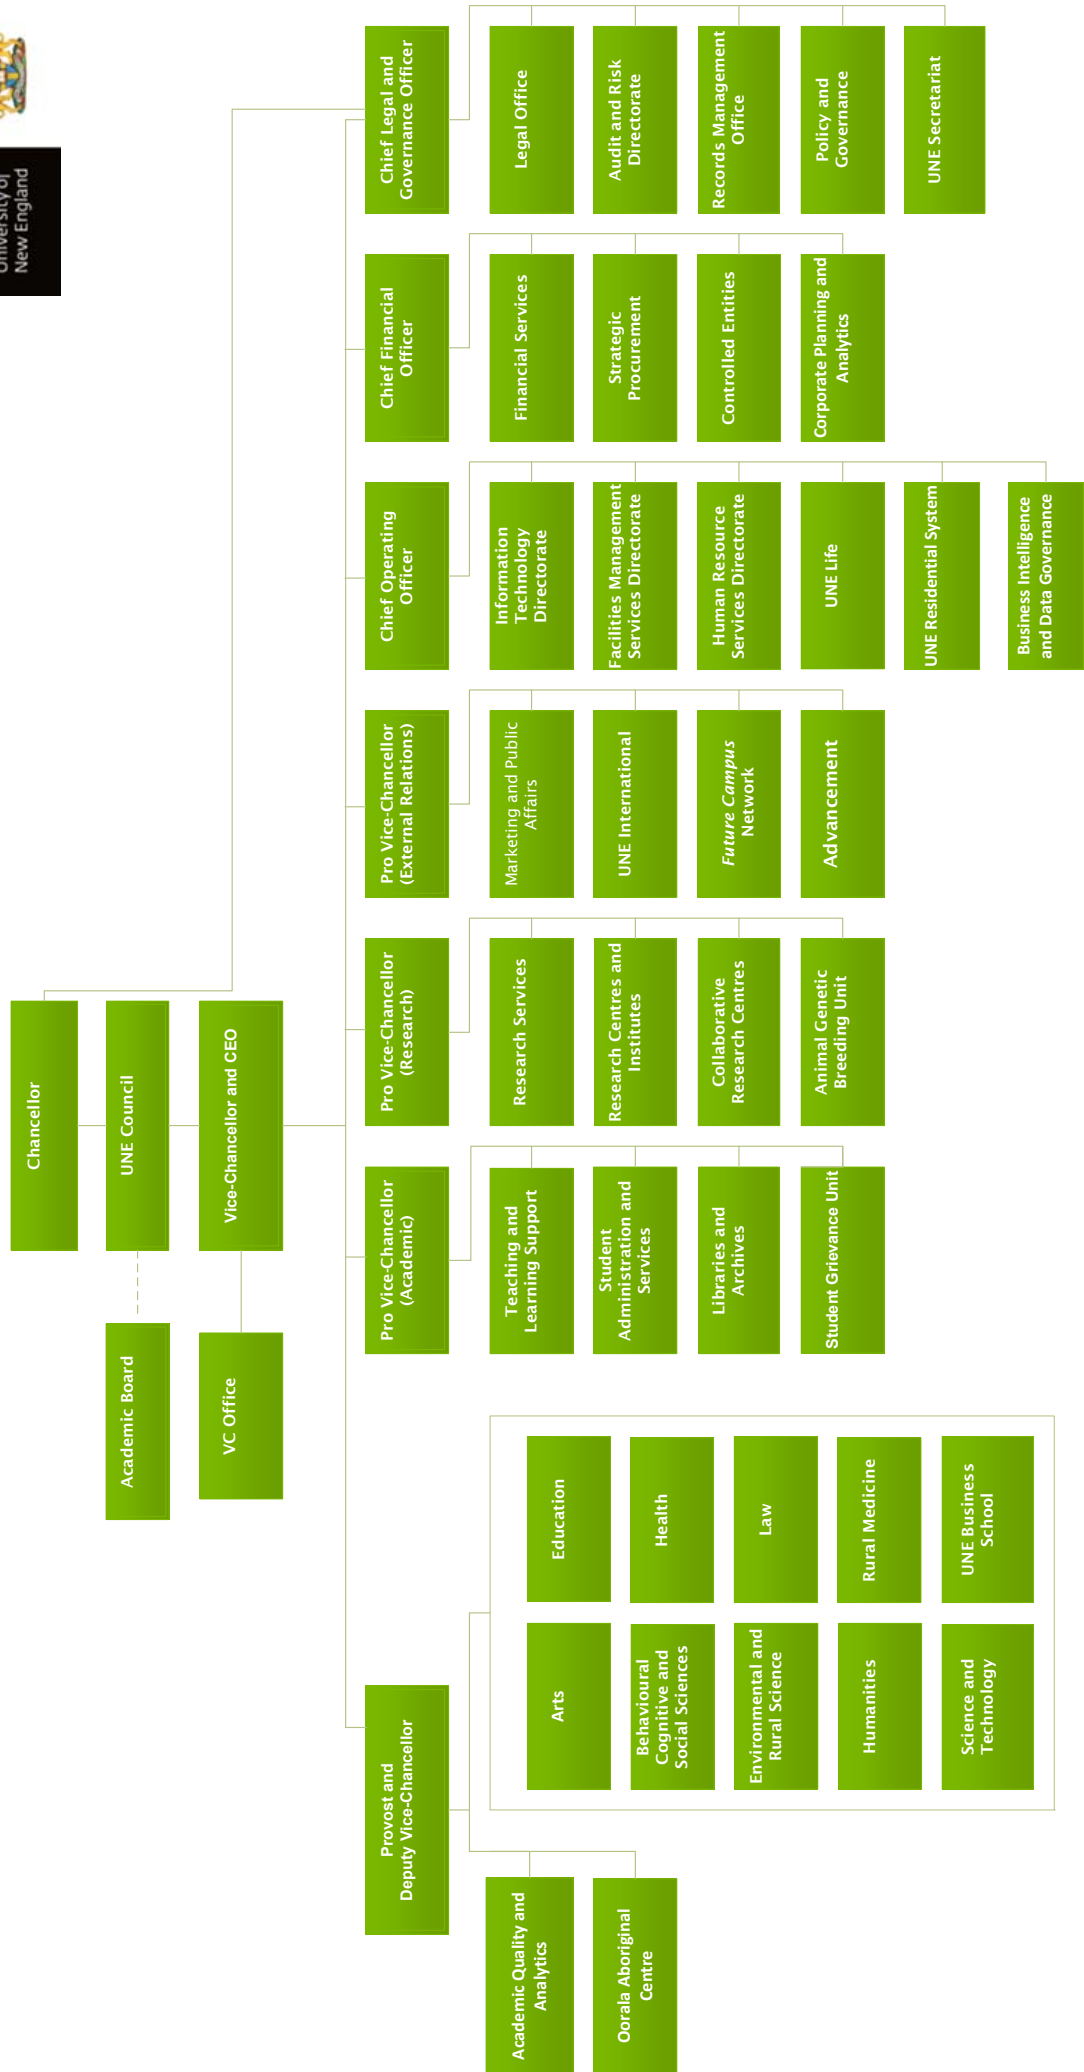 University of
New England
Chancellor
UNE Council
Academic Board
Vice-Chancellor and CEO
VC Office
Provost and
Deputy Vice-Chancellor
Academic Quality and
Analytics
Oorala Aboriginal
Centre
Arts
Education
Behavioural
Cognitive and
Social Sciences
Health
Environmental and
Rural Science
Law
Humanities
Rural Medicine
Science and
Technology
UNE Business
School
Pro Vice-Chancellor
(Academic)
Teaching and
Learning Support
Student
Administration and
Services
Libraries and
Archives
Student Grievance Unit
Pro Vice-Chancellor
(Research)
Research Services
Research Centres and
Institutes
Collaborative
Research Centres
Animal Genetic
Breeding Unit
Pro Vice-Chancellor
(External Relations)
Marketing and Public
Affairs
UNE International
Future Campus
Network
Advancement
Chief Operating
Officer
Information
Technology
Directorate
Facilities Management
Services Directorate
Human Resource
Services Directorate
UNE Life
UNE Residential System
Business Intelligence
and Data Governance
Chief Financial
Officer
Financial Services
Strategic
Procurement
Controlled Entities
Corporate Planning and
Analytics
Chief Legal and
Governance Officer
Legal Office
Audit and Risk
Directorate
Records Management
Office
Policy and
Governance
UNE Secretariat